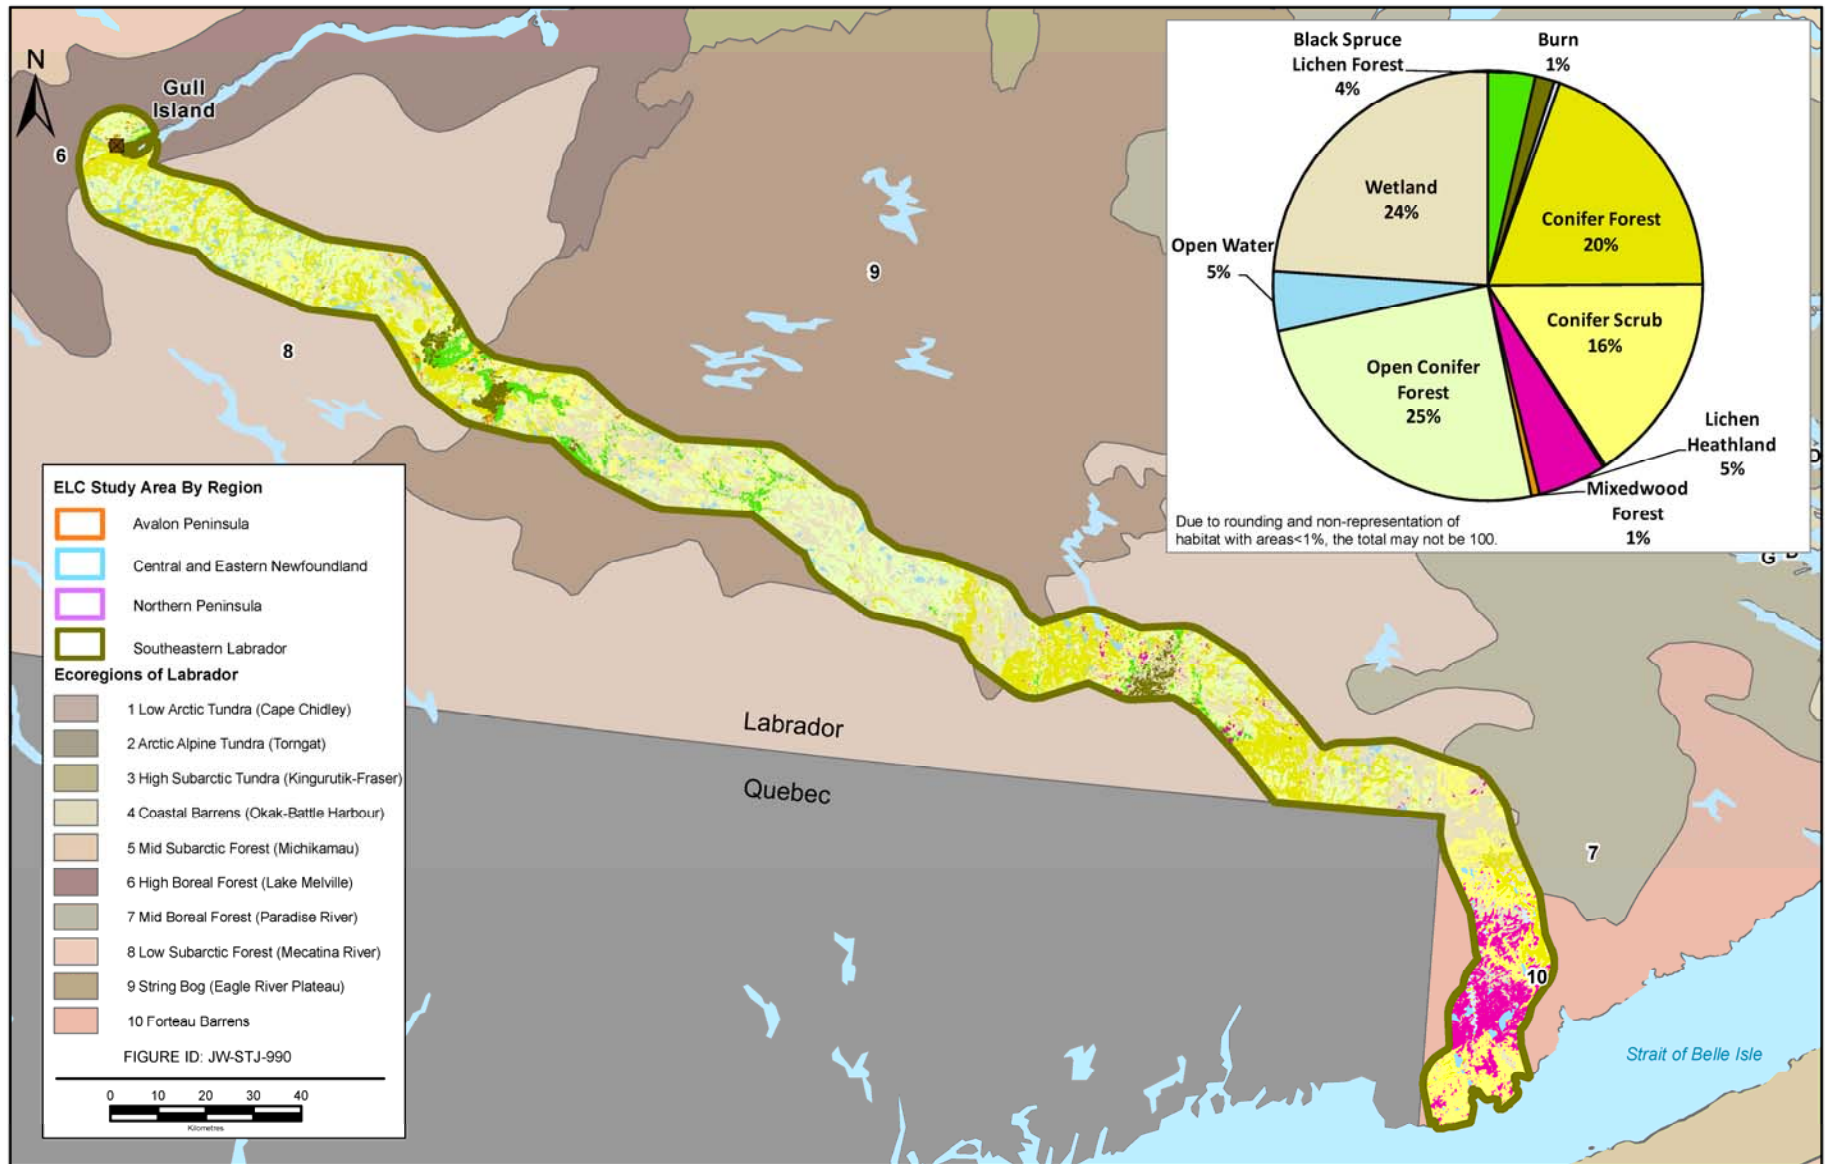 N
Gull
Island
6
8
9
7
10
Labrador
Quebec
Strait of Belle Isle
D
G
Black Spruce
Lichen Forest
4%
Burn
1%
Wetland
24%
Conifer Forest
20%
Open Water
5%
Conifer Scrub
16%
Open Conifer
Forest
25%
Lichen
Heathland
5%
Mixedwood
Forest
1%
Due to rounding and non-representation of
habitat with areas<1%, the total may not be 100.
ELC Study Area By Region
Avalon Peninsula
Central and Eastern Newfoundland
Northern Peninsula
Southeastern Labrador
Ecoregions of Labrador
1 Low Arctic Tundra (Cape Chidley)
2 Arctic Alpine Tundra (Torngat)
3 High Subarctic Tundra (Kingurutik-Fraser)
4 Coastal Barrens (Okak-Battle Harbour)
5 Mid Subarctic Forest (Michikamau)
6 High Boreal Forest (Lake Melville)
7 Mid Boreal Forest (Paradise River)
8 Low Subarctic Forest (Mecatina River)
9 String Bog (Eagle River Plateau)
10 Forteau Barrens
FIGURE ID: JW-STJ-990
0 10 20 30 40
Kilometres